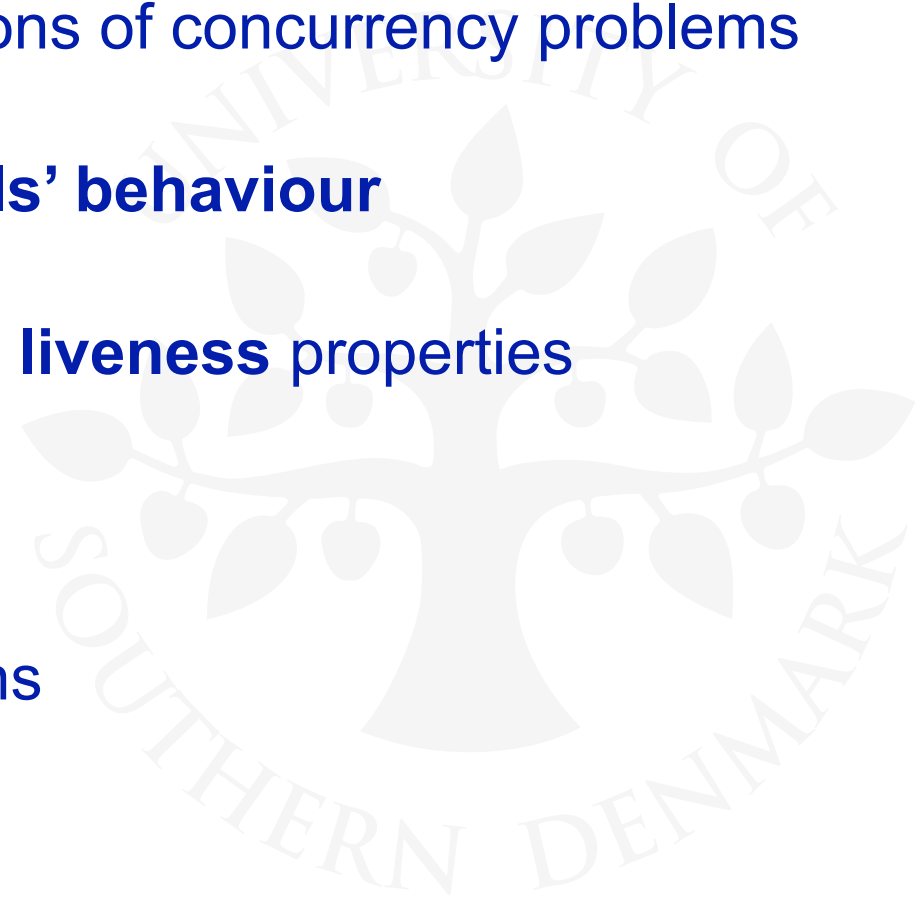 ons of concurrency problems
ls’ behaviour
liveness properties
ns
UNIVERSITY OF
SOUTHERN DENMARK